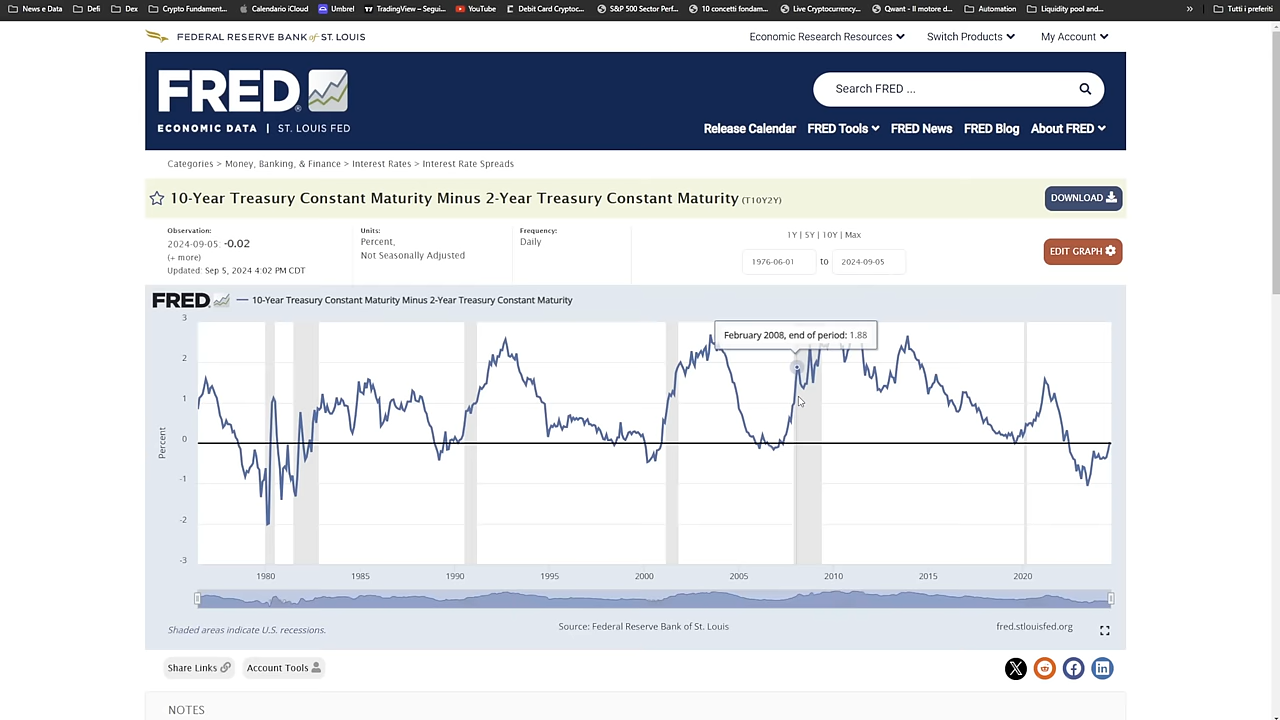 News e Data Defi Dex Crypto Fundament... Calendario iCloud Umbrel TradingView – Segui... YouTube Debit Card Cryptoc... S&P 500 Sector Perf... 10 concetti fondam... Live Cryptocurrency... Qwant - Il motore d... Automation Liquidity pool and... » Tutti i preferiti
FEDERAL RESERVE BANK of ST. LOUIS
Economic Research Resources Switch Products My Account
FRED
ECONOMIC DATA | ST. LOUIS FED
Search FRED ...
Release Calendar FRED Tools FRED News FRED Blog About FRED
Categories > Money, Banking, & Finance > Interest Rates > Interest Rate Spreads
10-Year Treasury Constant Maturity Minus 2-Year Treasury Constant Maturity (T10Y2Y)
DOWNLOAD
Observation:
2024-09-05: -0.02
(+ more)
Updated: Sep 5, 2024 4:02 PM CDT
Units:
Percent,
Not Seasonally Adjusted
Frequency:
Daily
1Y | 5Y | 10Y | Max
1976-06-01 to 2024-09-05
EDIT GRAPH
FRED 10-Year Treasury Constant Maturity Minus 2-Year Treasury Constant Maturity
February 2008, end of period: 1.88
Percent
3
2
1
0
-1
-2
-3
1980 1985 1990 1995 2000 2005 2010 2015 2020
Shaded areas indicate U.S. recessions.
Source: Federal Reserve Bank of St. Louis
fred.stlouisfed.org
Share Links Account Tools
NOTES